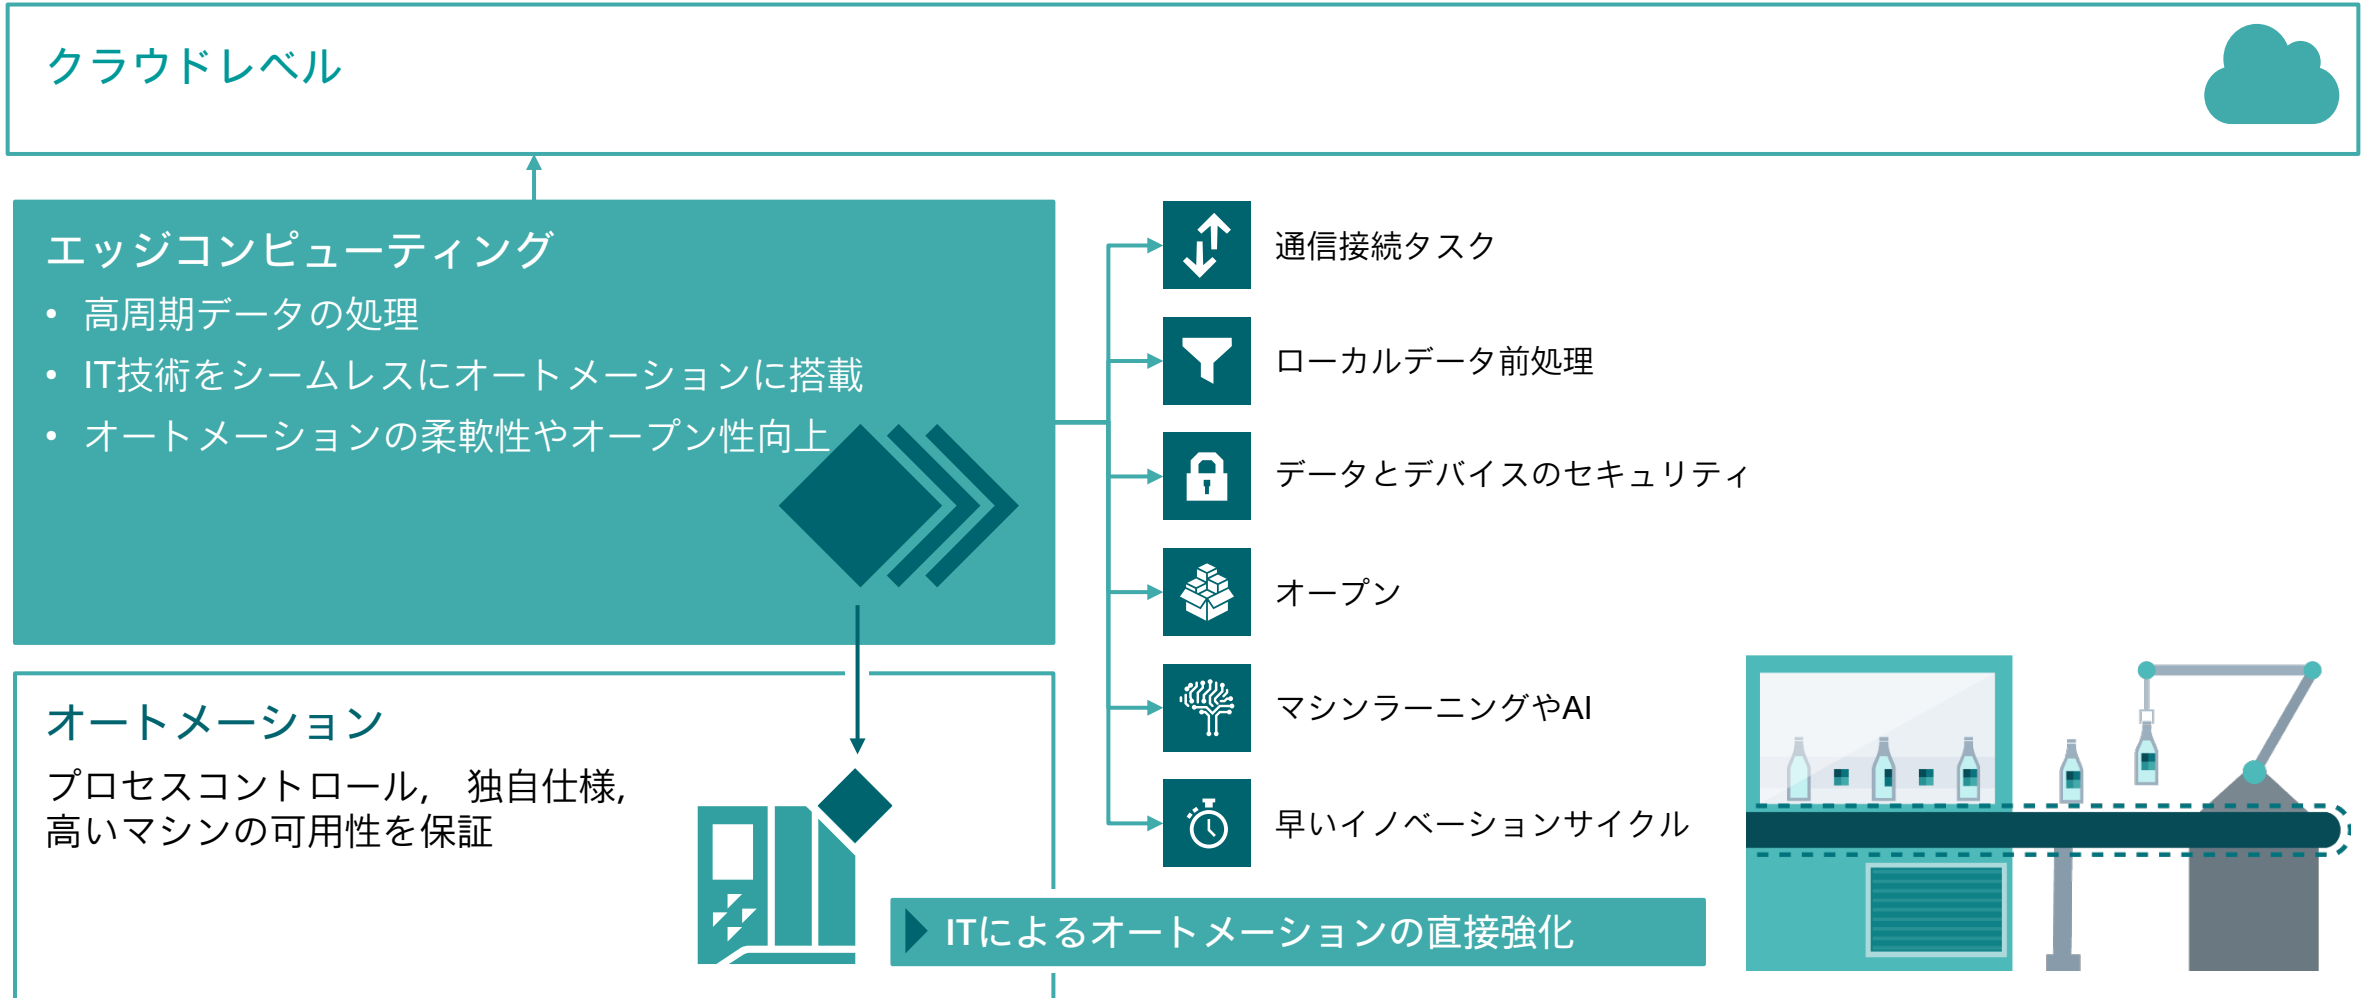 クラウドレベル
エッジコンピューティング
• 高周期データの処理
• IT技術をシームレスにオートメーションに搭載
• オートメーションの柔軟性やオープン性向上
通信接続タスク
ローカルデータ前処理
データとデバイスのセキュリティ
オープン
マシンラーニングやAI
早いイノベーションサイクル
オートメーション
プロセスコントロール, 独自仕様,
高いマシンの可用性を保証
ITによるオートメーションの直接強化